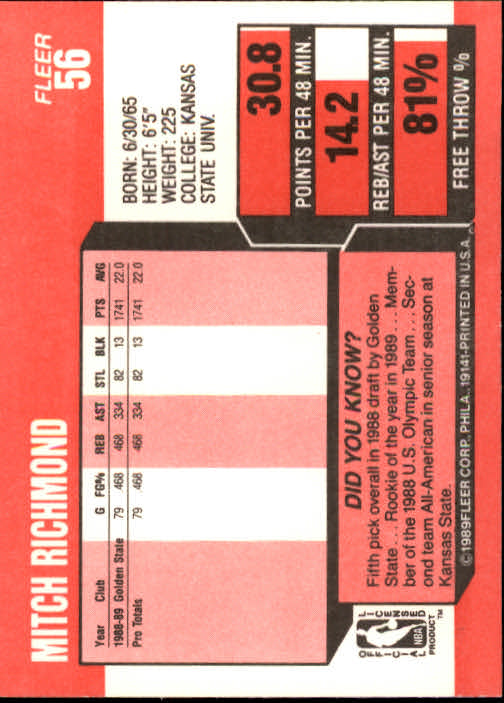 MITCH RICHMOND
FLEER
56
Year Club G FG% REB AST STL BLK PTS AVG
1988-89 Golden State 79 .468 468 334 82 13 1741 22.0
Pro Totals 79 .468 468 334 82 13 1741 22.0
BORN: 6/30/65
HEIGHT: 6'5"
WEIGHT: 225
COLLEGE: KANSAS
STATE UNIV.
30.8
POINTS PER 48 MIN.
14.2
REB/AST PER 48 MIN.
81%
FREE THROW %
DID YOU KNOW?
Fifth pick overall in 1988 draft by Golden
State . . . Rookie of the year in 1989 . . . Mem-
ber of the 1988 U.S. Olympic Team . . . Sec-
ond team All-American in senior season at
Kansas State.
OFFICIAL
LICENSED
NBA
PRODUCT™
©1989FLEER CORP., PHILA., 19141-PRINTED IN U.S.A.